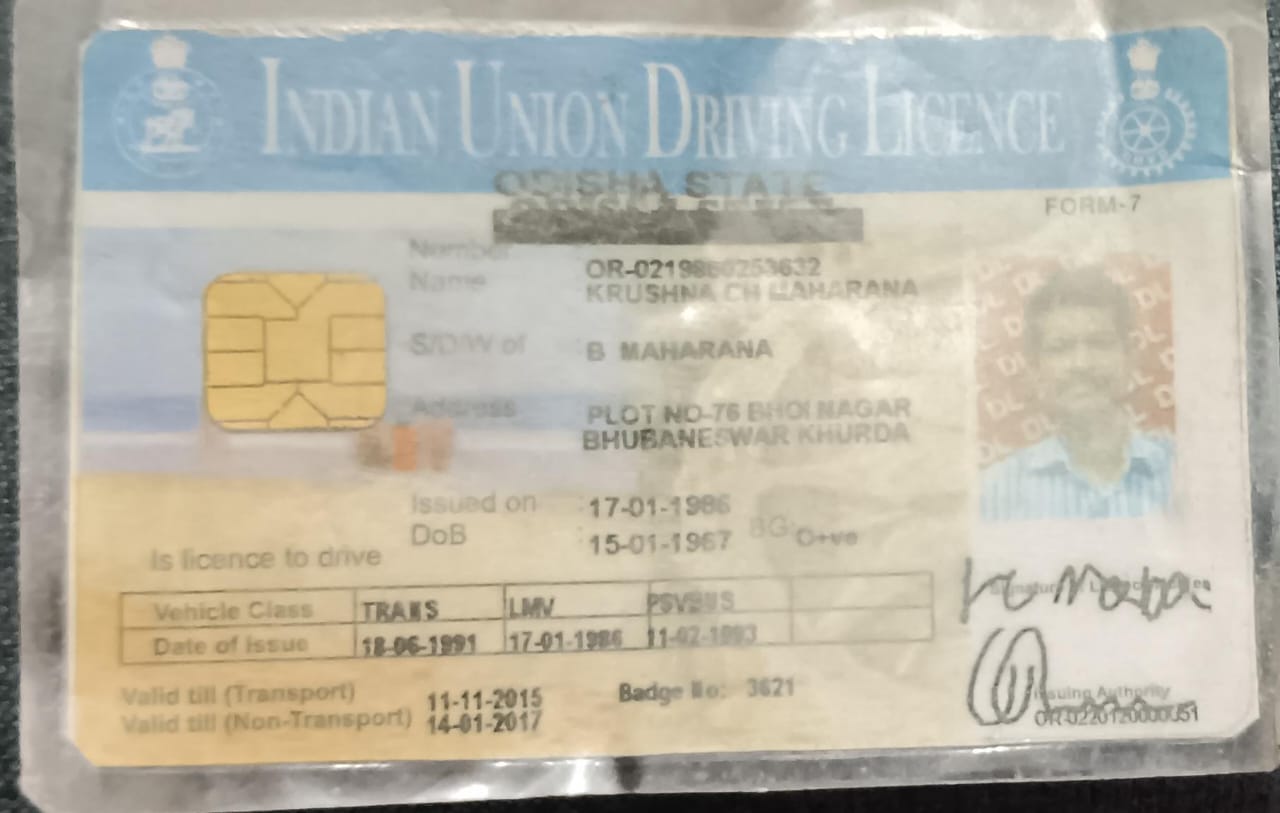 INDIAN UNION DRIVING LICENCE
ODISHA STATE
FORM-7
Number OR-0219860253632
Name KRUSHNA CH MAHARANA
S/D/W of B MAHARANA
Address PLOT NO-76 BHOI NAGAR
BHUBANESWAR KHURDA
Issued on :17-01-1986
DoB :15-01-1967 BG: O+ve
Is licence to drive
Vehicle Class TRANS LMV PSVBUS
Date of Issue 18-06-1991 17-01-1986 11-02-1993
Valid till (Transport) 11-11-2015 Badge No: 3621
Valid till (Non-Transport) 14-01-2017
Issuing Authority
OR-0220120000051